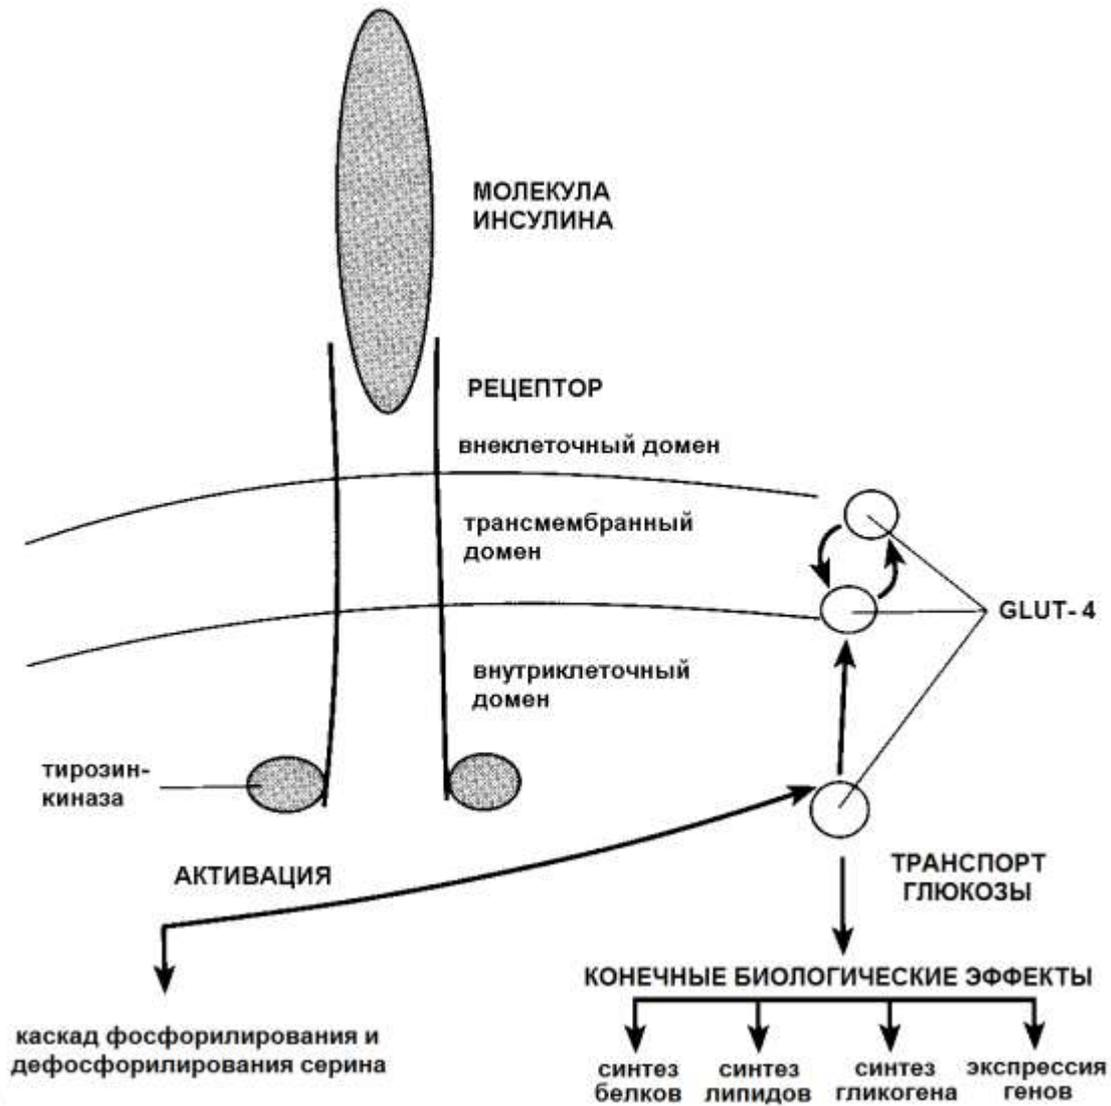 МОЛЕКУЛА
ИНСУЛИНА
РЕЦЕПТОР
внеклеточный домен
трансмембранный
домен
GLUT- 4
внутриклеточный
домен
тирозин-
киназа
АКТИВАЦИЯ
ТРАНСПОРТ
ГЛЮКОЗЫ
КОНЕЧНЫЕ БИОЛОГИЧЕСКИЕ ЭФФЕКТЫ
каскад фосфорилирования и
дефосфорилирования серина
синтез
белков
синтез
липидов
синтез
гликогена
экспрессия
генов